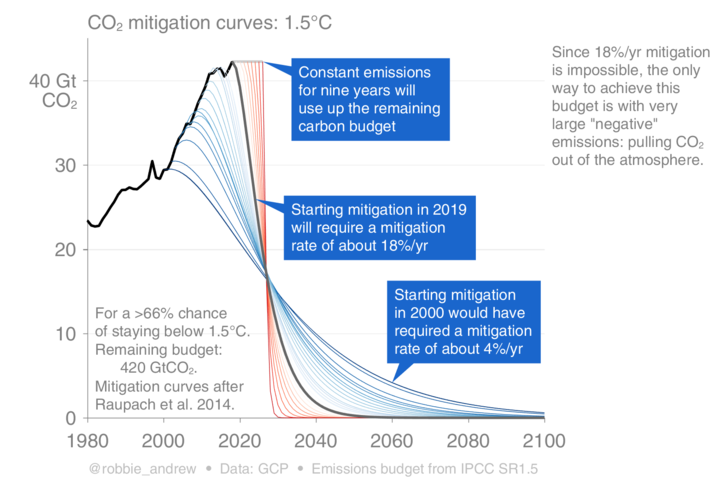 CO₂ mitigation curves: 1.5°C
40 Gt
CO₂
30
20
10
0
1980
2000
2020
2040
2060
2080
2100
Constant emissions
for nine years will
use up the remaining
carbon budget
Since 18%/yr mitigation
is impossible, the only
way to achieve this
budget is with very
large "negative"
emissions: pulling CO₂
out of the atmosphere.
Starting mitigation in 2019
will require a mitigation
rate of about 18%/yr
Starting mitigation
in 2000 would have
required a mitigation
rate of about 4%/yr
For a >66% chance
of staying below 1.5°C.
Remaining budget:
420 GtCO₂.
Mitigation curves after
Raupach et al. 2014.
@robbie_andrew • Data: GCP • Emissions budget from IPCC SR1.5